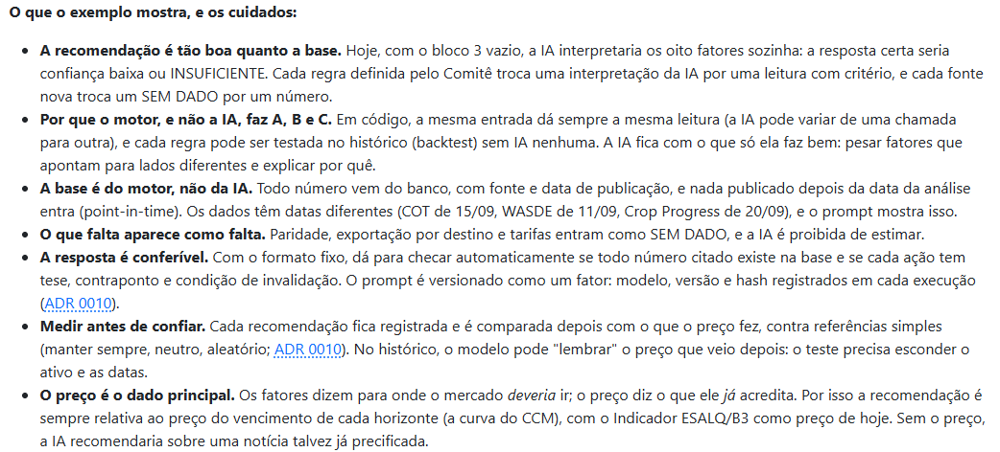 O que o exemplo mostra, e os cuidados:
• A recomendação é tão boa quanto a base. Hoje, com o bloco 3 vazio, a IA interpretaria os oito fatores sozinha: a resposta certa seria
confiança baixa ou INSUFICIENTE. Cada regra definida pelo Comitê troca uma interpretação da IA por uma leitura com critério, e cada fonte
nova troca um SEM DADO por um número.
• Por que o motor, e não a IA, faz A, B e C. Em código, a mesma entrada dá sempre a mesma leitura (a IA pode variar de uma chamada
para outra), e cada regra pode ser testada no histórico (backtest) sem IA nenhuma. A IA fica com o que só ela faz bem: pesar fatores que
apontam para lados diferentes e explicar por quê.
• A base é do motor, não da IA. Todo número vem do banco, com fonte e data de publicação, e nada publicado depois da data da análise
entra (point-in-time). Os dados têm datas diferentes (COT de 15/09, WASDE de 11/09, Crop Progress de 20/09), e o prompt mostra isso.
• O que falta aparece como falta. Paridade, exportação por destino e tarifas entram como SEM DADO, e a IA é proibida de estimar.
• A resposta é conferível. Com o formato fixo, dá para checar automaticamente se todo número citado existe na base e se cada ação tem
tese, contraponto e condição de invalidação. O prompt é versionado como um fator: modelo, versão e hash registrados em cada execução
(ADR 0010).
• Medir antes de confiar. Cada recomendação fica registrada e é comparada depois com o que o preço fez, contra referências simples
(manter sempre, neutro, aleatório; ADR 0010). No histórico, o modelo pode "lembrar" o preço que veio depois: o teste precisa esconder o
ativo e as datas.
• O preço é o dado principal. Os fatores dizem para onde o mercado deveria ir; o preço diz o que ele já acredita. Por isso a recomendação é
sempre relativa ao preço do vencimento de cada horizonte (a curva do CCM), com o Indicador ESALQ/B3 como preço de hoje. Sem o preço,
a IA recomendaria sobre uma notícia talvez já precificada.